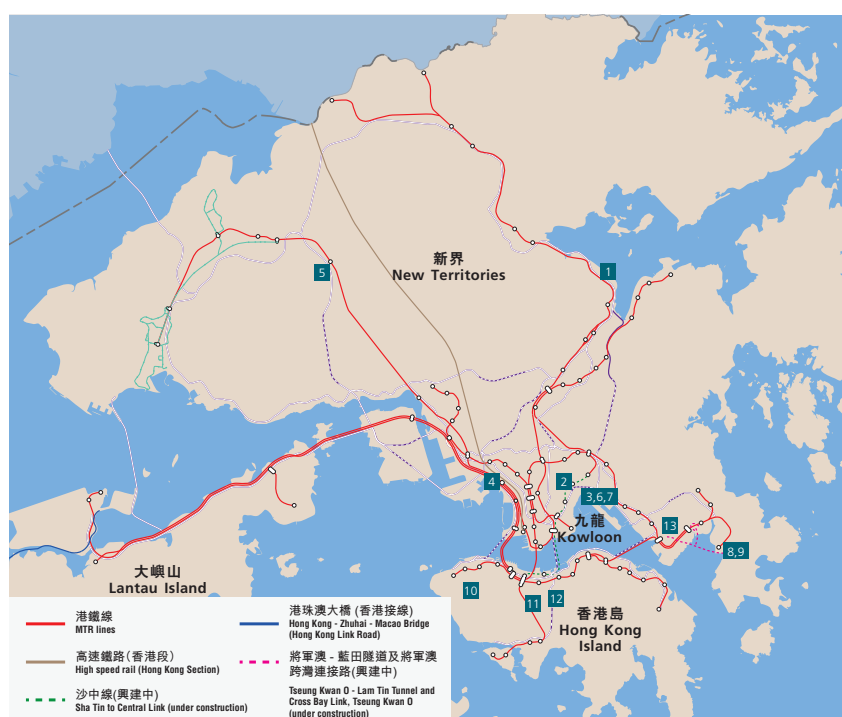 新界
New Territories
1
5
4
2
3,6,7
九龍
Kowloon
13
8,9
大嶼山
Lantau Island
10
11
12
香港島
Hong Kong
Island
港鐵線
MTR lines
高速鐵路(香港段)
High speed rail (Hong Kong Section)
沙中線(興建中)
Sha Tin to Central Link (under construction)
港珠澳大橋 (香港接線)
Hong Kong - Zhuhai - Macao Bridge
(Hong Kong Link Road)
將軍澳 - 藍田隧道及將軍澳
跨灣連接路(興建中)
Tseung Kwan O - Lam Tin Tunnel and
Cross Bay Link, Tseung Kwan O
(under construction)